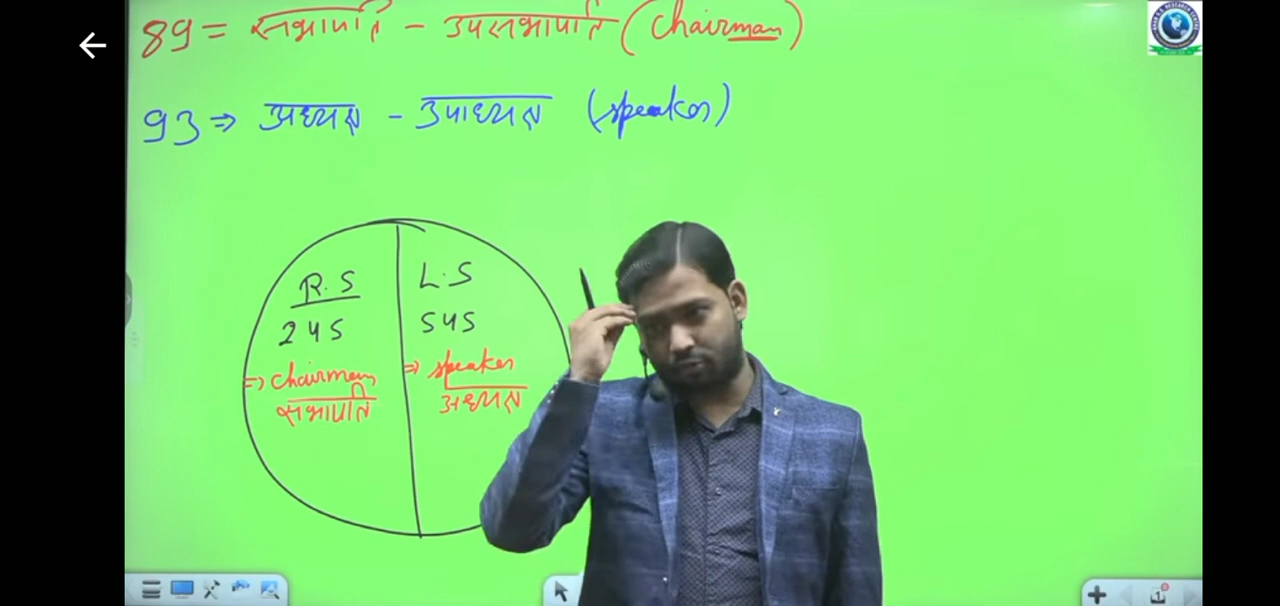 89 = सभापति - उपसभापति (Chairman)
93 ⇒ अध्यक्ष - उपाध्यक्ष (speaker)
R.S
245
⇒ Chairman
सभापति
L.S
545
⇒ speaker
अध्यक्ष
1